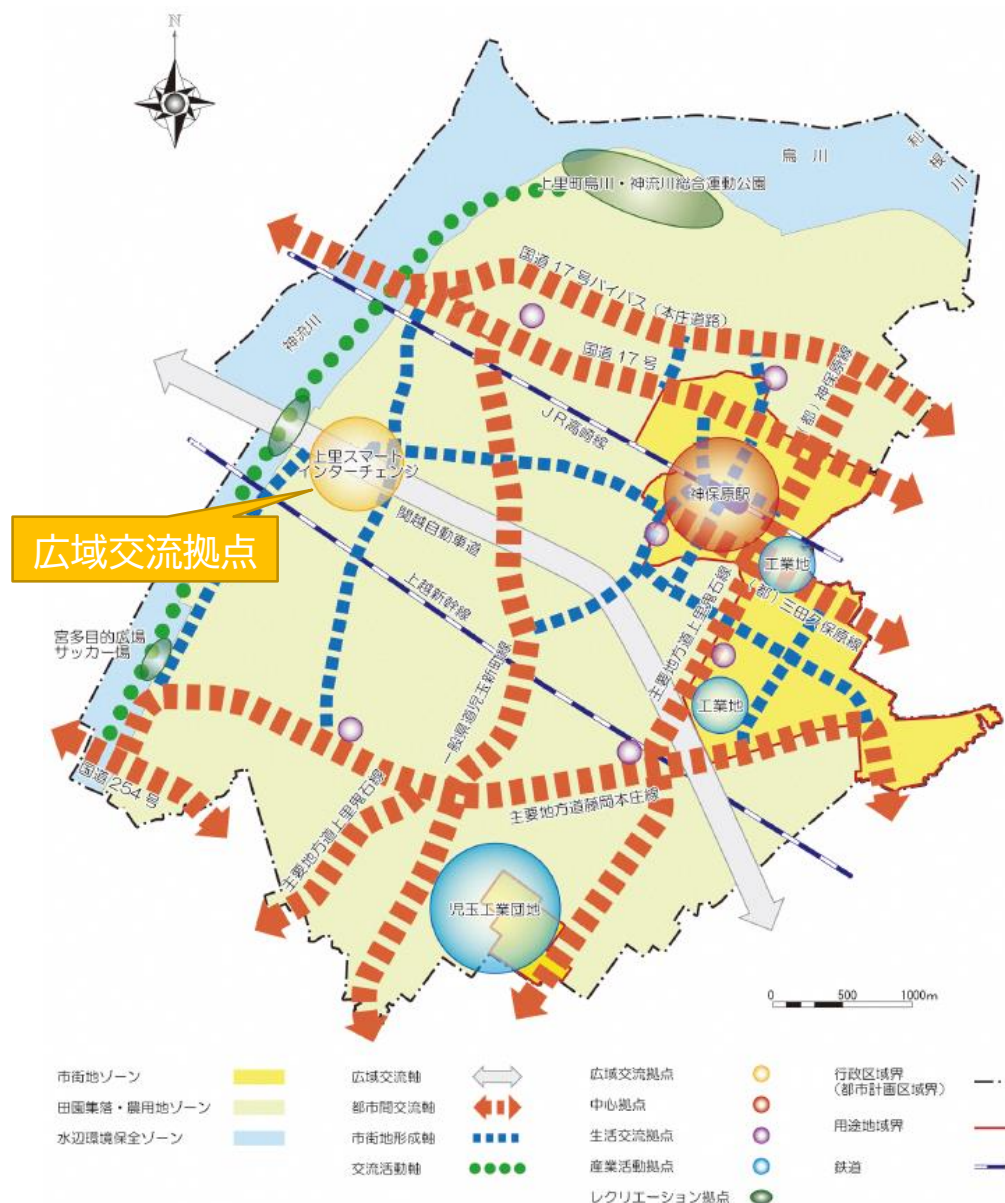 N
利根川
烏川
上里町烏川・神流川総合運動公園
国道17号バイパス（本庄道路）
神流川
国道17号
（都）神保原線
JR高崎線
上里スマート
インターチェンジ
神保原駅
広域交流拠点
関越自動車道
工業地
上越新幹線
（都）三田久保原線
主要地方道上里鬼石線
宮多目的広場
サッカー場
一般県道児玉新町線
工業地
国道254号
主要地方道上里鬼石線
主要地方道藤岡本庄線
児玉工業団地
0 500 1000m
市街地ゾーン
田園集落・農用地ゾーン
水辺環境保全ゾーン
広域交流軸
都市間交流軸
市街地形成軸
交流活動軸
広域交流拠点
中心拠点
生活交流拠点
産業活動拠点
レクリエーション拠点
行政区域界
（都市計画区域界）
用途地域界
鉄道